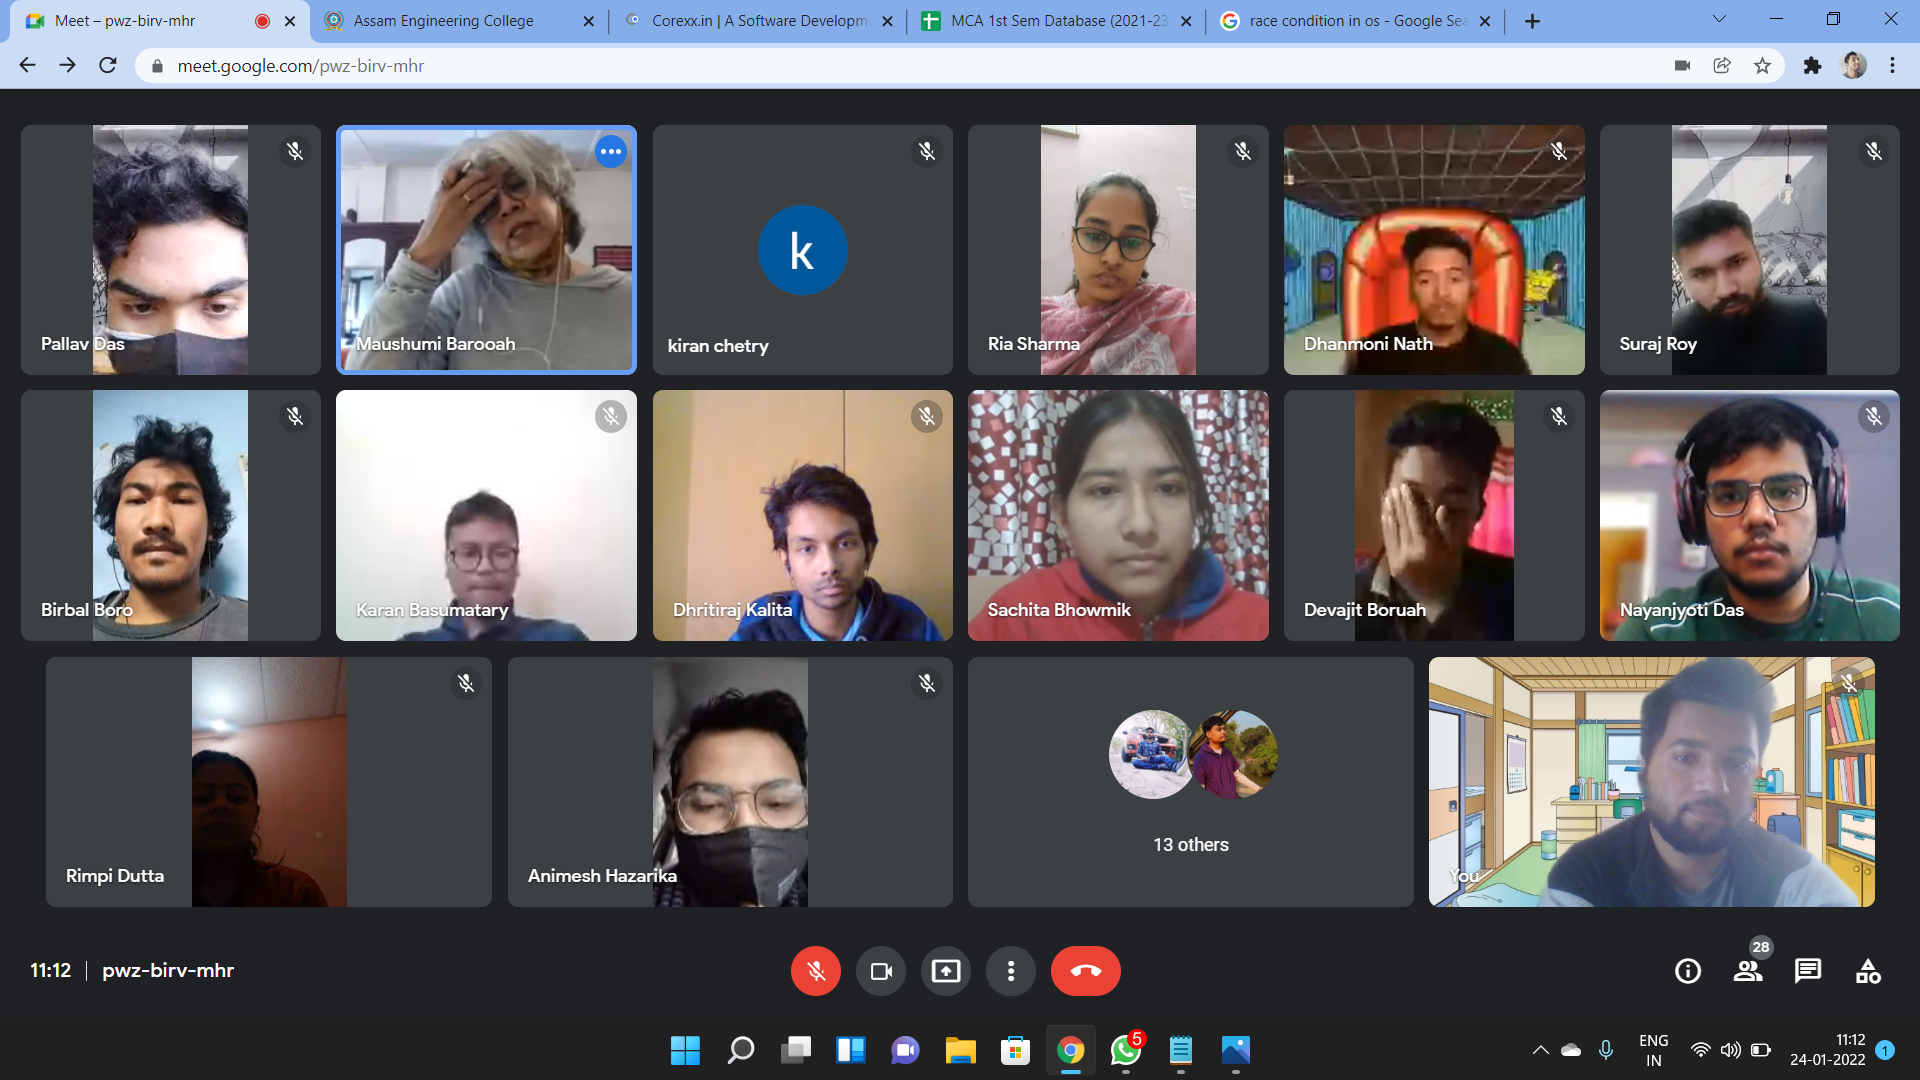 Meet – pwz-birv-mhr
Assam Engineering College
Corexx.in | A Software Developm
MCA 1st Sem Database (2021-23
race condition in os - Google Sea
meet.google.com/pwz-birv-mhr
Pallav Das
Maushumi Barooah
k
kiran chetry
Ria Sharma
Dhanmoni Nath
Suraj Roy
Birbal Boro
Karan Basumatary
Dhritiraj Kalita
Sachita Bhowmik
Devajit Boruah
Nayanjyoti Das
Rimpi Dutta
Animesh Hazarika
13 others
You
11:12 | pwz-birv-mhr
28
5
ENG
IN
11:12
24-01-2022
1